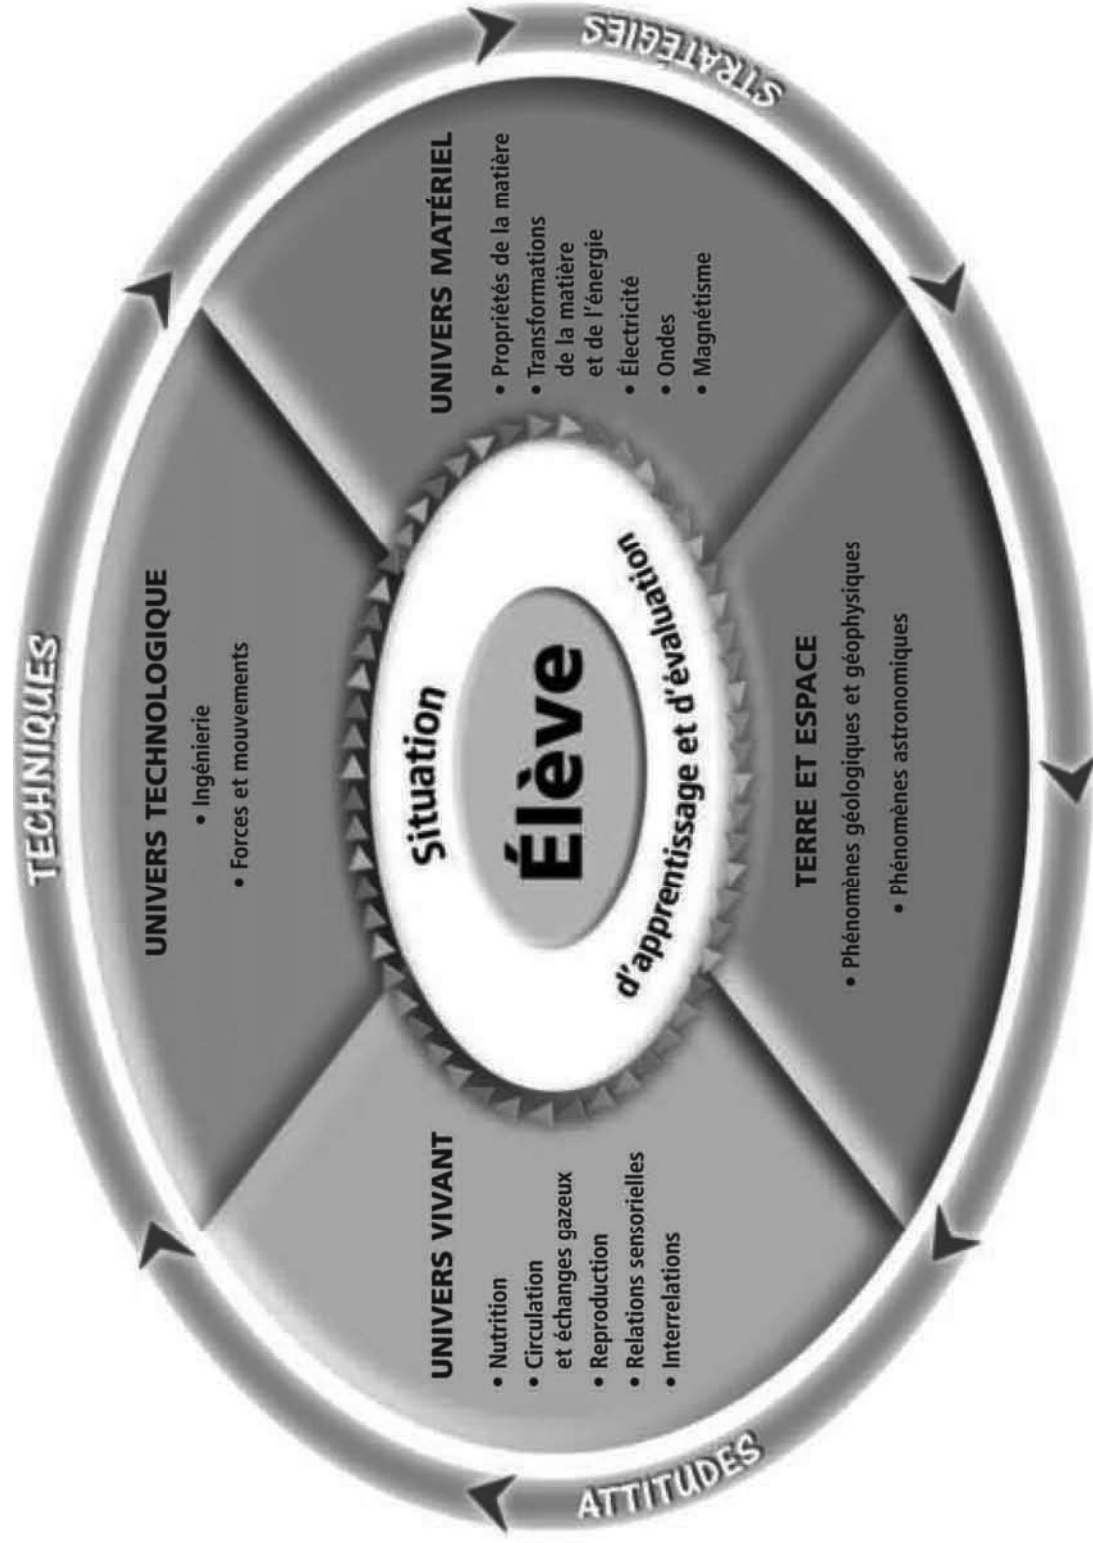 TECHNIQUES
UNIVERS TECHNOLOGIQUE
• Ingénierie
• Forces et mouvements
UNIVERS VIVANT
• Nutrition
• Circulation
et échanges gazeux
• Reproduction
• Relations sensorielles
• Interrelations
Situation
Élève
d'apprentissage et d'évaluation
UNIVERS MATÉRIEL
• Propriétés de la matière
• Transformations
de la matière
et de l'énergie
• Électricité
• Ondes
• Magnétisme
TERRE ET ESPACE
• Phénomènes géologiques et géophysiques
• Phénomènes astronomiques
ATTITUDES
STRATÉGIES